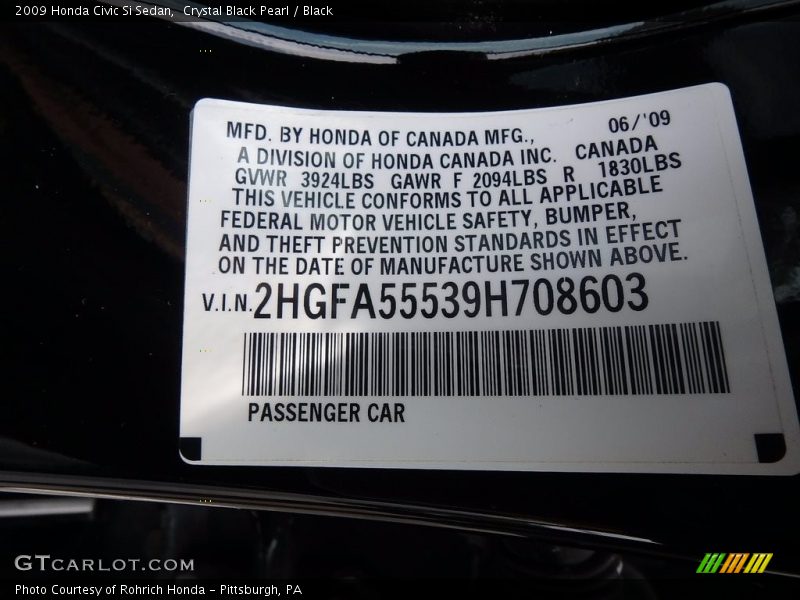 2009 Honda Civic Si Sedan,  Crystal Black Pearl / Black
06/'09
MFD. BY HONDA OF CANADA MFG.,
A DIVISION OF HONDA CANADA INC. CANADA
GVWR 3924LBS GAWR F 2094LBS R 1830LBS
THIS VEHICLE CONFORMS TO ALL APPLICABLE
FEDERAL MOTOR VEHICLE SAFETY, BUMPER,
AND THEFT PREVENTION STANDARDS IN EFFECT
ON THE DATE OF MANUFACTURE SHOWN ABOVE.
V.I.N. 2HGFA55539H708603
PASSENGER CAR
GTCARLOT.COM
Photo Courtesy of Rohrich Honda - Pittsburgh, PA